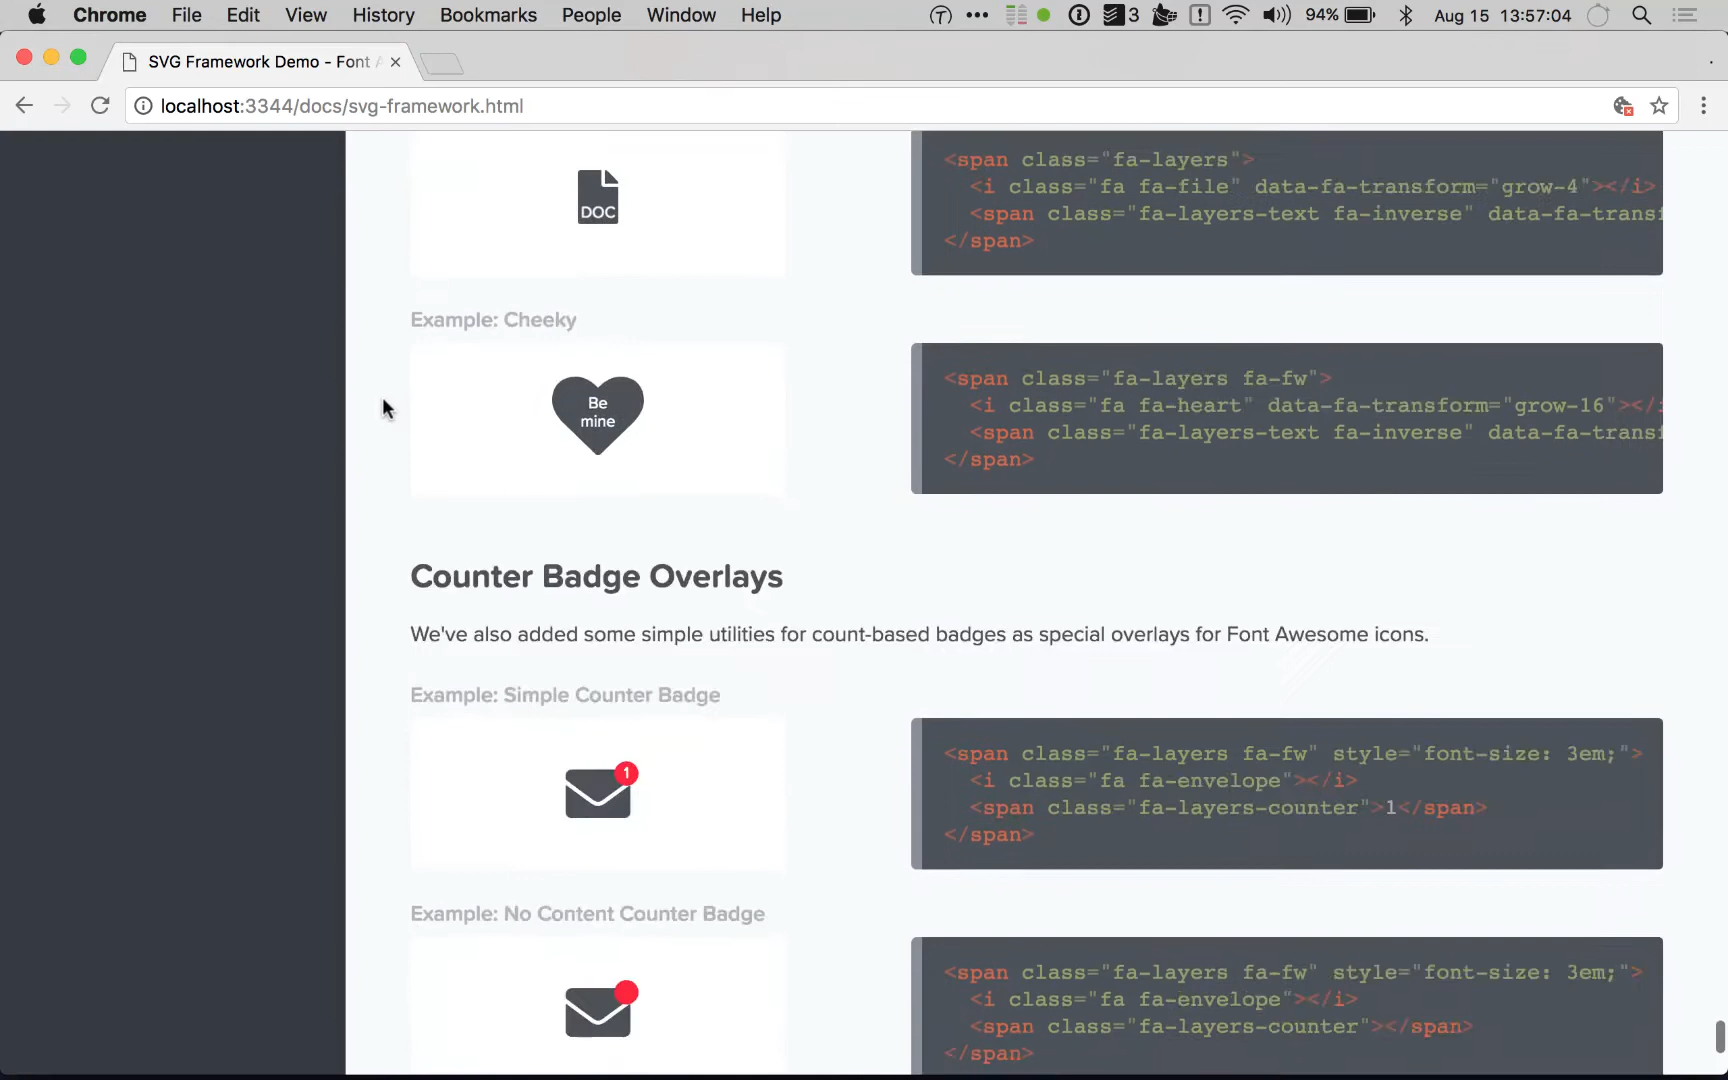 Chrome File Edit View History Bookmarks People Window Help 3 94% Aug 15 13:57:04
SVG Framework Demo - Font
localhost:3344/docs/svg-framework.html
DOC
<span class="fa-layers">
<i class="fa fa-file" data-fa-transform="grow-4"></i>
<span class="fa-layers-text fa-inverse" data-fa-transf
</span>
Example: Cheeky
Be
mine
<span class="fa-layers fa-fw">
<i class="fa fa-heart" data-fa-transform="grow-16"></i
<span class="fa-layers-text fa-inverse" data-fa-transf
</span>
Counter Badge Overlays
We've also added some simple utilities for count-based badges as special overlays for Font Awesome icons.
Example: Simple Counter Badge
1
<span class="fa-layers fa-fw" style="font-size: 3em;">
<i class="fa fa-envelope"></i>
<span class="fa-layers-counter">1</span>
</span>
Example: No Content Counter Badge
<span class="fa-layers fa-fw" style="font-size: 3em;">
<i class="fa fa-envelope"></i>
<span class="fa-layers-counter"></span>
</span>